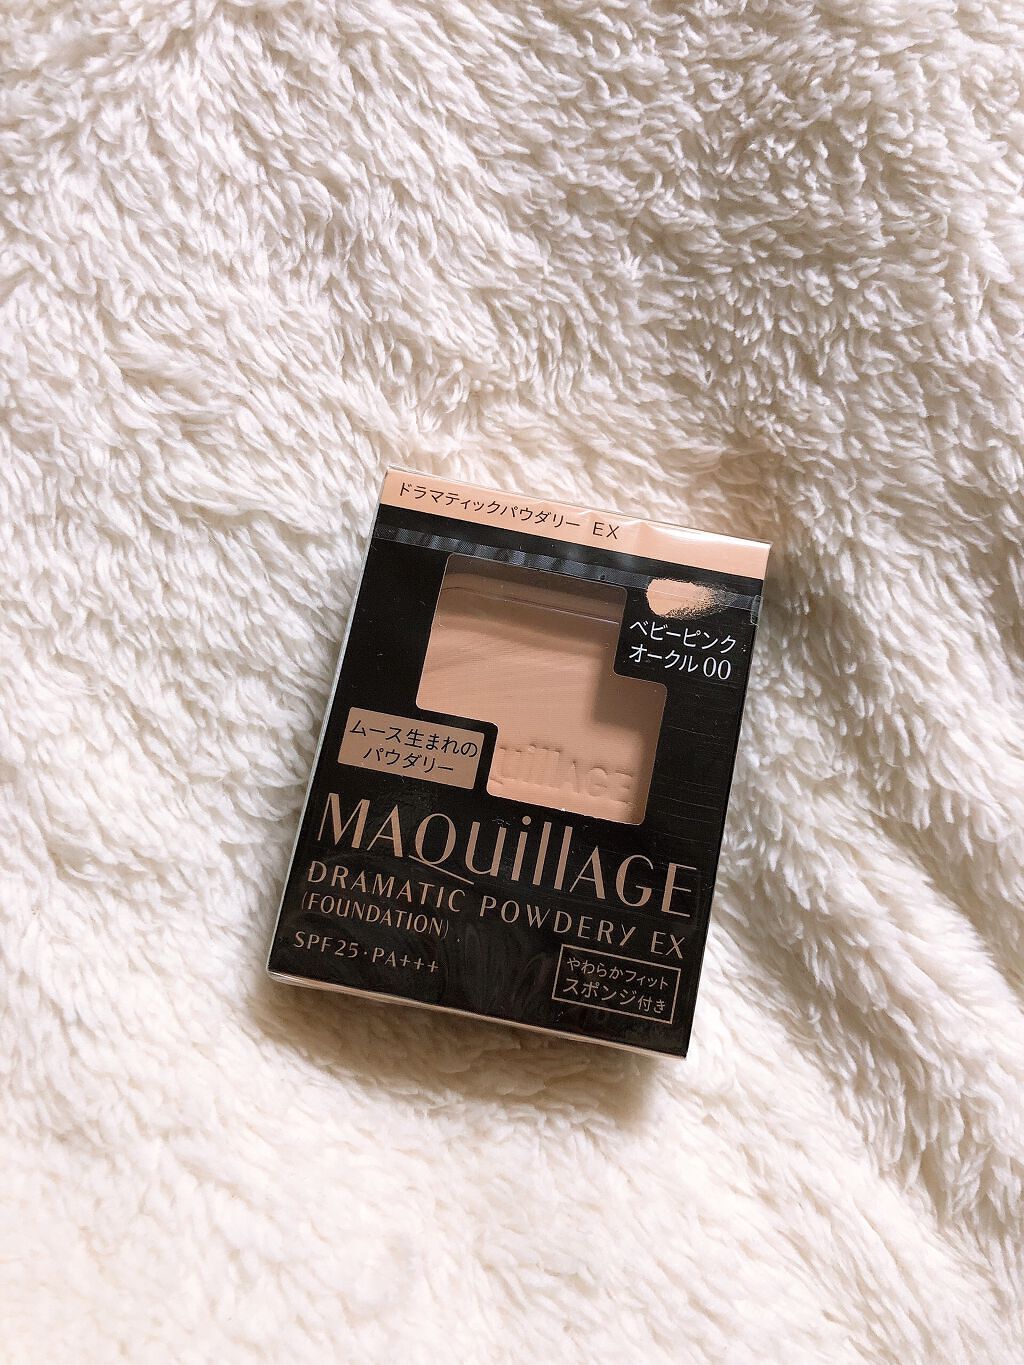 ドラマティックパウダリー EX
ベビーピンク
オークル00
ムース生まれの
パウダリー
quillAGE
MAQuillAGE
DRAMATIC POWDERY EX
(FOUNDATION)
SPF25・PA+++
やわらかフィット
スポンジ付き